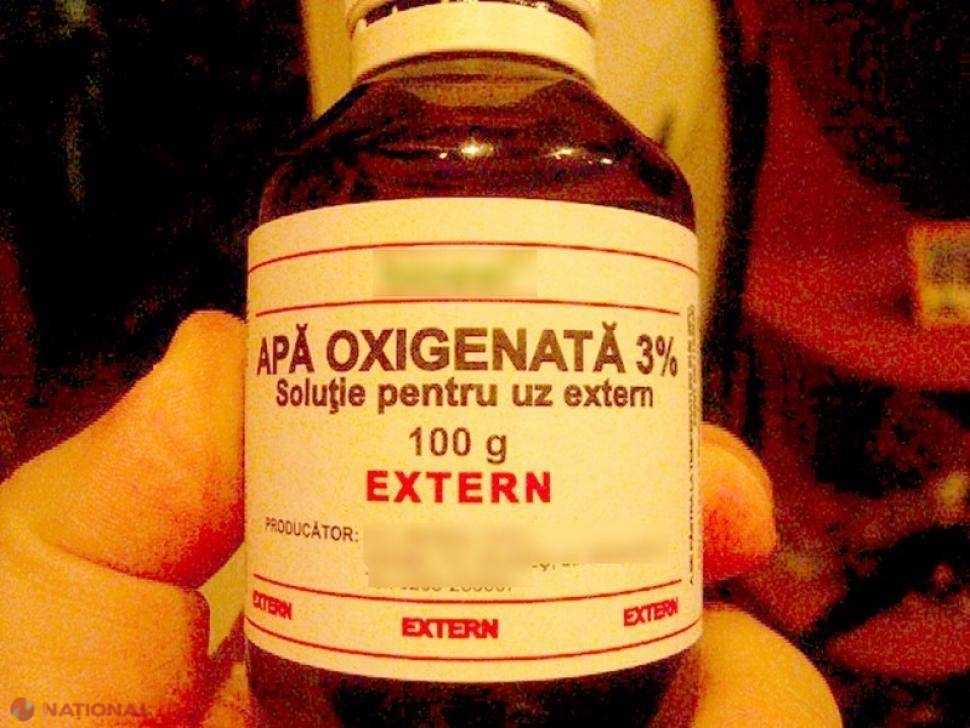 APĂ OXIGENATĂ 3%
Soluţie pentru uz extern
100 g
EXTERN
PRODUCĂTOR:
EXTERN EXTERN EXTERN
NAȚIONAL